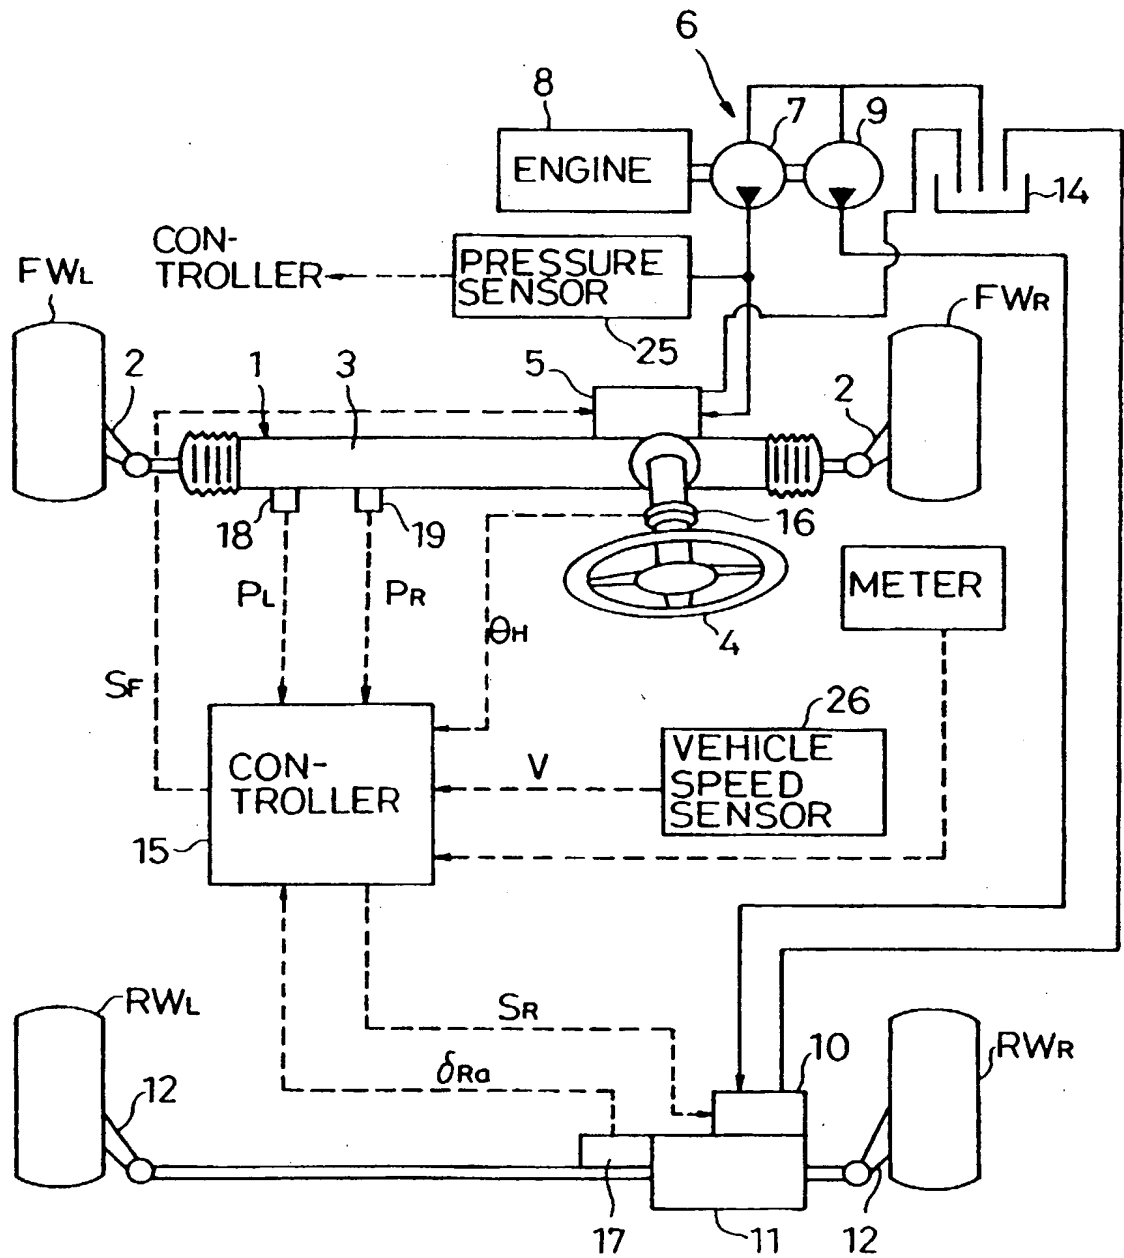 6
8
7
9
ENGINE
14
CON-
TROLLER
PRESSURE
SENSOR
FWL
FWR
25
2
1
3
5
2
18
19
16
PL
PR
θH
4
METER
SF
26
CON-
TROLLER
V
VEHICLE
SPEED
SENSOR
15
RWL
SR
10
RWR
δRa
12
17
11
12